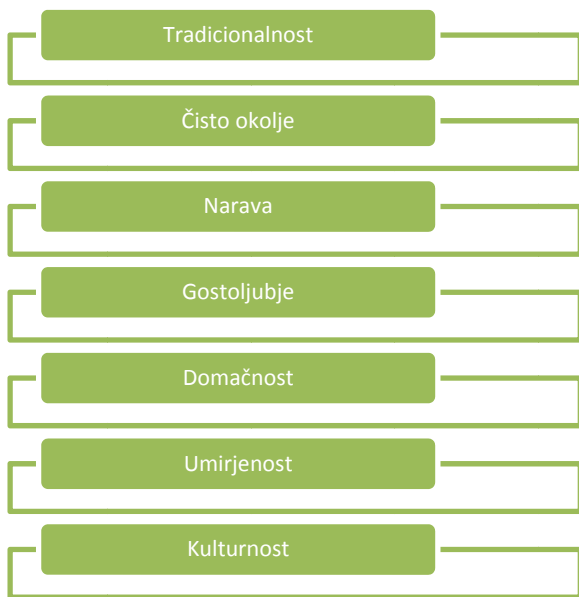 Tradicionalnost
Čisto okolje
Narava
Gostoljubje
Domačnost
Umirjenost
Kulturnost